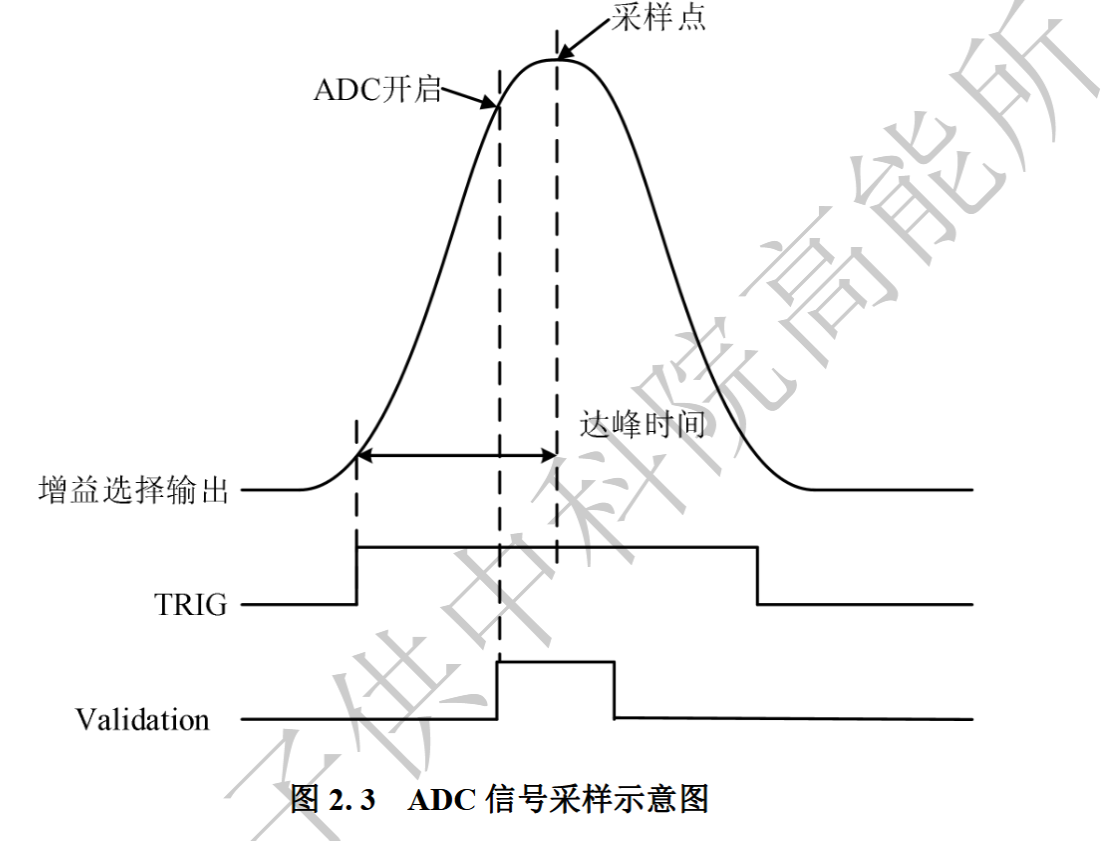 采样点
ADC开启
达峰时间
增益选择输出
TRIG
Validation
图 2.3 ADC 信号采样示意图
子供中科院高能所